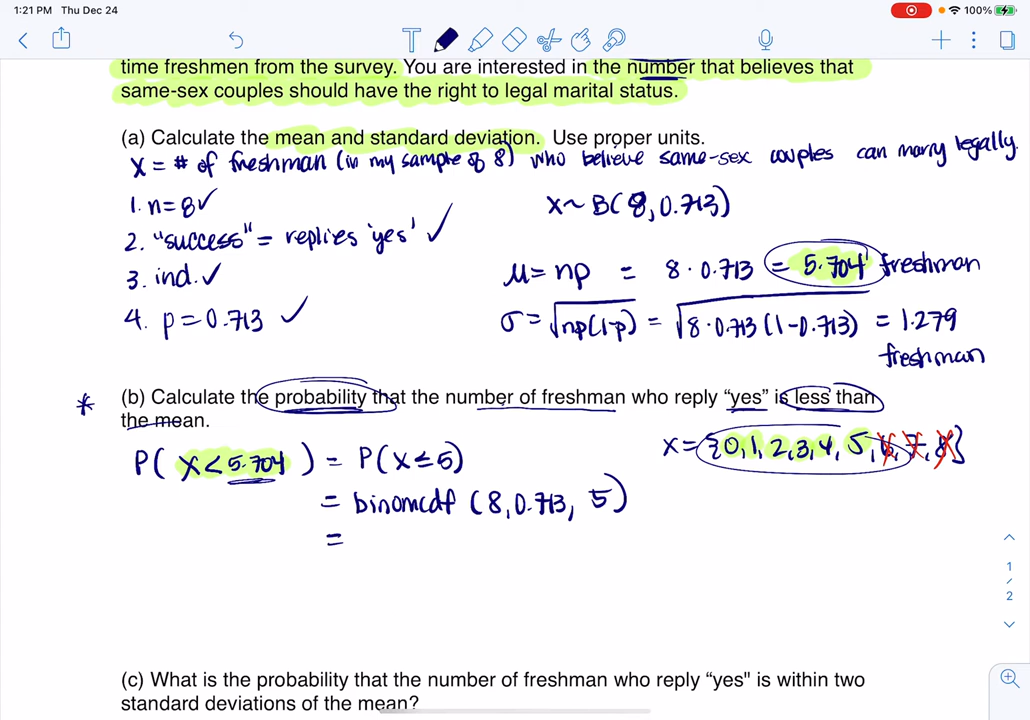 1:21 PM Thu Dec 24 100%
time freshmen from the survey. You are interested in the number that believes that
same-sex couples should have the right to legal marital status.
(a) Calculate the mean and standard deviation. Use proper units.
X = # of freshman (in my sample of 8) who believe same-sex couples can marry legally.
1. n=8 ✓
X~B(8,0.713)
2. "success" = replies 'yes' ✓
3. ind. ✓
μ = np = 8·0.713 = 5.704 freshman
4. p = 0.713 ✓
σ = √np(1-p) = √8·0.713(1-0.713) = 1.279
freshman
* (b) Calculate the probability that the number of freshman who reply “yes” is less than
the mean.
P(X < 5.704) = P(X ≤ 5)
X = {0,1,2,3,4,5,6,7,8}
= binomcdf (8,0.713, 5)
=
(c) What is the probability that the number of freshman who reply “yes" is within two
standard deviations of the mean?
1
/
2